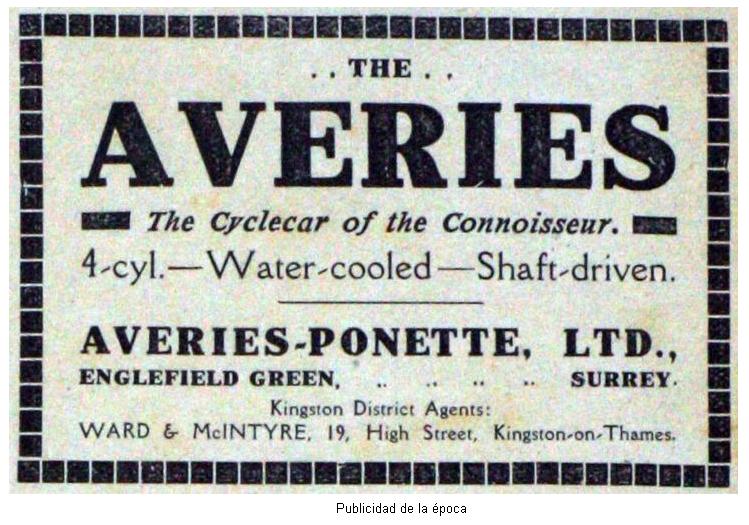 . . THE . .
AVERIES
The Cyclecar of the Connoisseur.
4-cyl.—Water-cooled—Shaft-driven.
AVERIES-PONETTE, LTD.,
ENGLEFIELD GREEN, .. .. .. .. SURREY.
Kingston District Agents:
WARD & McINTYRE, 19, High Street, Kingston-on-Thames.
Publicidad de la época